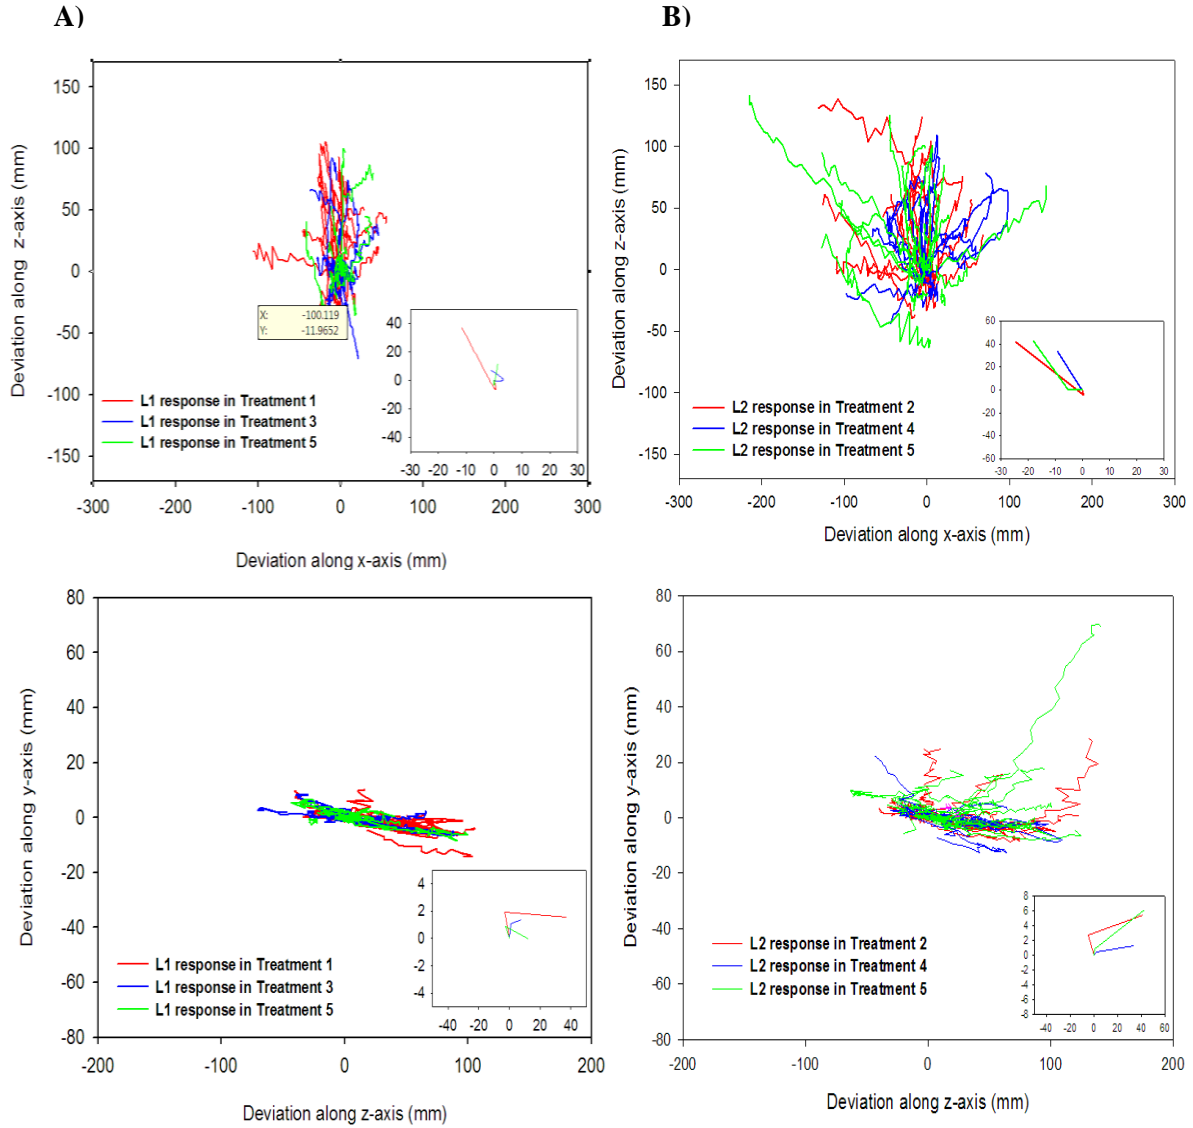 A)
B)
150
100
50
0
-50
-100
-150
Deviation along z-axis (mm)
X: -100.119
Y: -11.9652
L1 response in Treatment 1
L1 response in Treatment 3
L1 response in Treatment 5
40
20
0
-20
-40
-30 -20 -10 0 10 20 30
-300 -200 -100 0 100 200 300
Deviation along x-axis (mm)
150
100
50
0
-50
-100
-150
Deviation along z-axis (mm)
L2 response in Treatment 2
L2 response in Treatment 4
L2 response in Treatment 5
60
40
20
0
-20
-40
-60
-30 -20 -10 0 10 20 30
-300 -200 -100 0 100 200 300
Deviation along x-axis (mm)
80
60
40
20
0
-20
-40
-60
-80
Deviation along y-axis (mm)
L1 response in Treatment 1
L1 response in Treatment 3
L1 response in Treatment 5
4
2
0
-2
-4
-40 -20 0 20 40
-200 -100 0 100 200
Deviation along z-axis (mm)
80
60
40
20
0
-20
-40
-60
-80
Deviation along y-axis (mm)
L2 response in Treatment 2
L2 response in Treatment 4
L2 response in Treatment 5
8
6
4
2
0
-2
-4
-6
-8
-40 -20 0 20 40 60
-200 -100 0 100 200
Deviation along z-axis (mm)